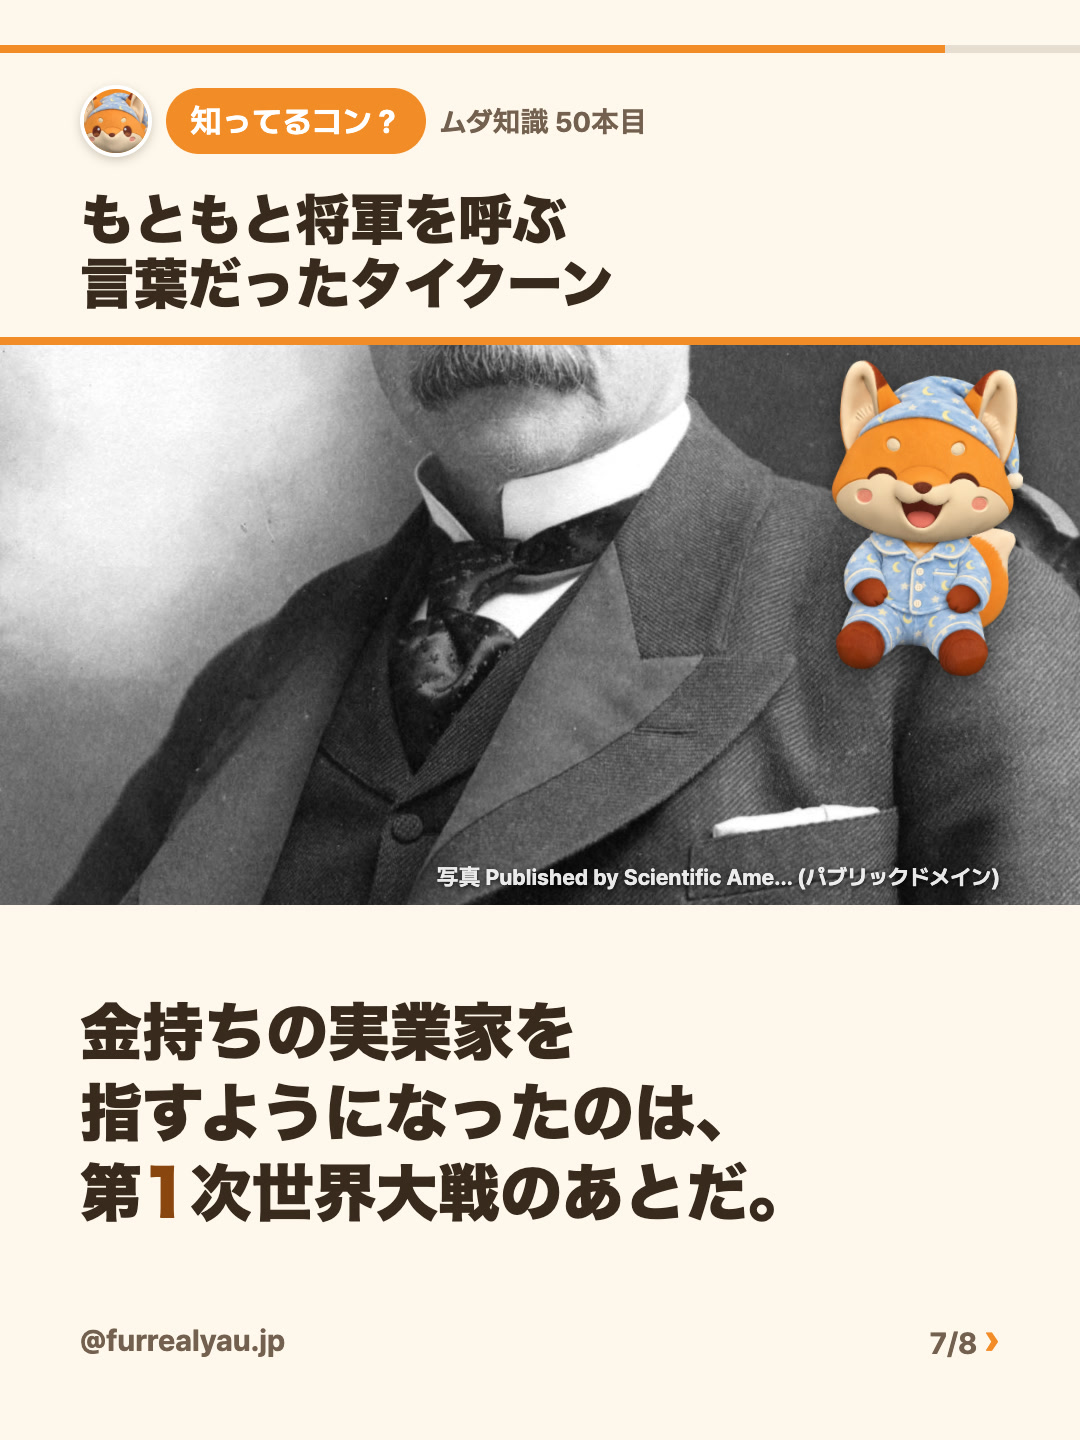 知ってるコン？
ムダ知識 50本目
もともと将軍を呼ぶ
言葉だったタイクーン
写真 Published by Scientific Ame... (パブリックドメイン)
金持ちの実業家を
指すようになったのは、
第1次世界大戦のあとだ。
@furrealyau.jp
7/8 ›